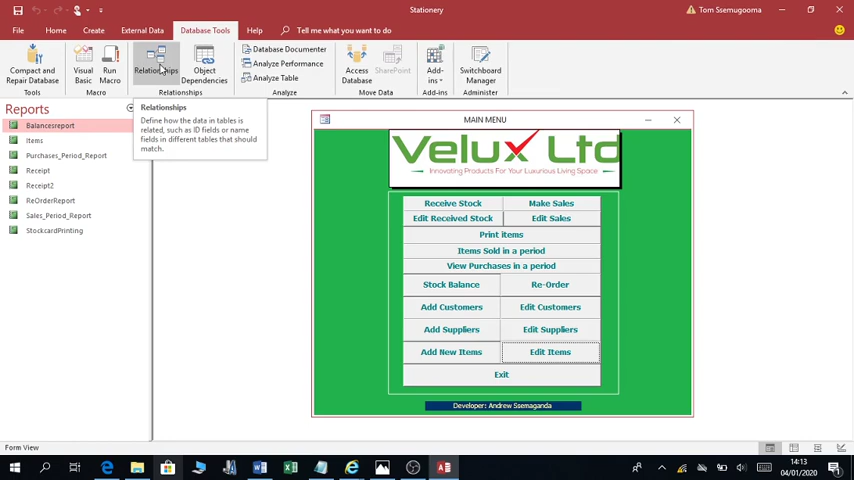 Stationery
Tom Ssemugooma
File Home Create External Data Database Tools Help Tell me what you want to do
Compact and Repair Database
Visual Basic
Run Macro
Relationships
Object Dependencies
Database Documenter
Analyze Performance
Analyze Table
Access Database
SharePoint
Add-ins
Switchboard Manager
Tools Macro Relationships Analyze Move Data Add-ins Administer
Relationships
Define how the data in tables is
related, such as ID fields or name
fields in different tables that should
match.
Reports
Balancesreport
Items
Purchases_Period_Report
Receipt
Receipt2
ReOrderReport
Sales_Period_Report
StockcardPrinting
MAIN MENU
Velux Ltd
Innovating Products For Your Luxurious Living Space
Receive Stock Make Sales
Edit Received Stock Edit Sales
Print items
Items Sold in a period
View Purchases in a period
Stock Balance Re-Order
Add Customers Edit Customers
Add Suppliers Edit Suppliers
Add New Items Edit Items
Exit
Developer: Andrew Ssemaganda
Form View
14:13
04/01/2020